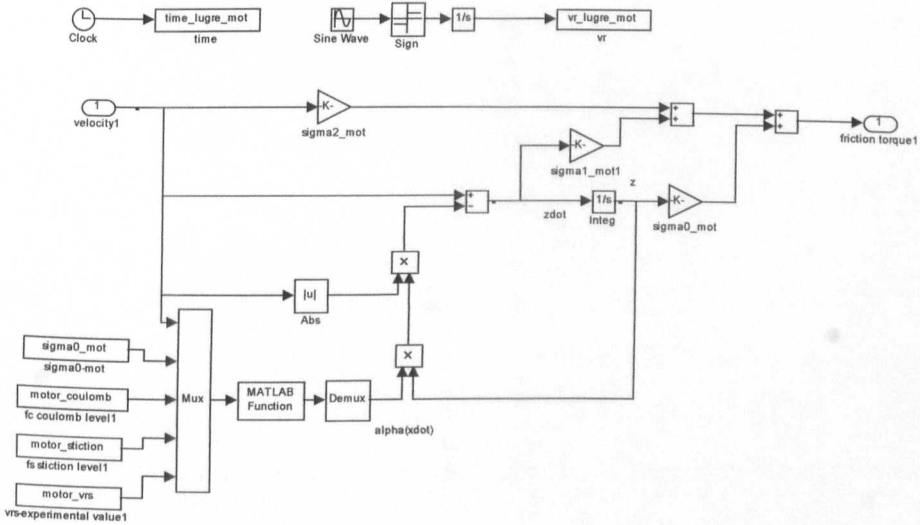 time_lugre_mot
Clock
time
Sine Wave
Sign
1/s
vr_lugre_mot
vr
1
velocity1
-K-
sigma2_mot
+
+
+
+
1
friction torque1
-K-
sigma1_mot1
+
−
zdot
1/s
Integ
z
-K-
sigma0_mot
×
|u|
Abs
×
alpha(xdot)
sigma0_mot
sigma0-mot
motor_coulomb
fc coulomb level1
motor_stiction
fs stiction level1
motor_vrs
vrs-experimental value1
Mux
MATLAB
Function
Demux